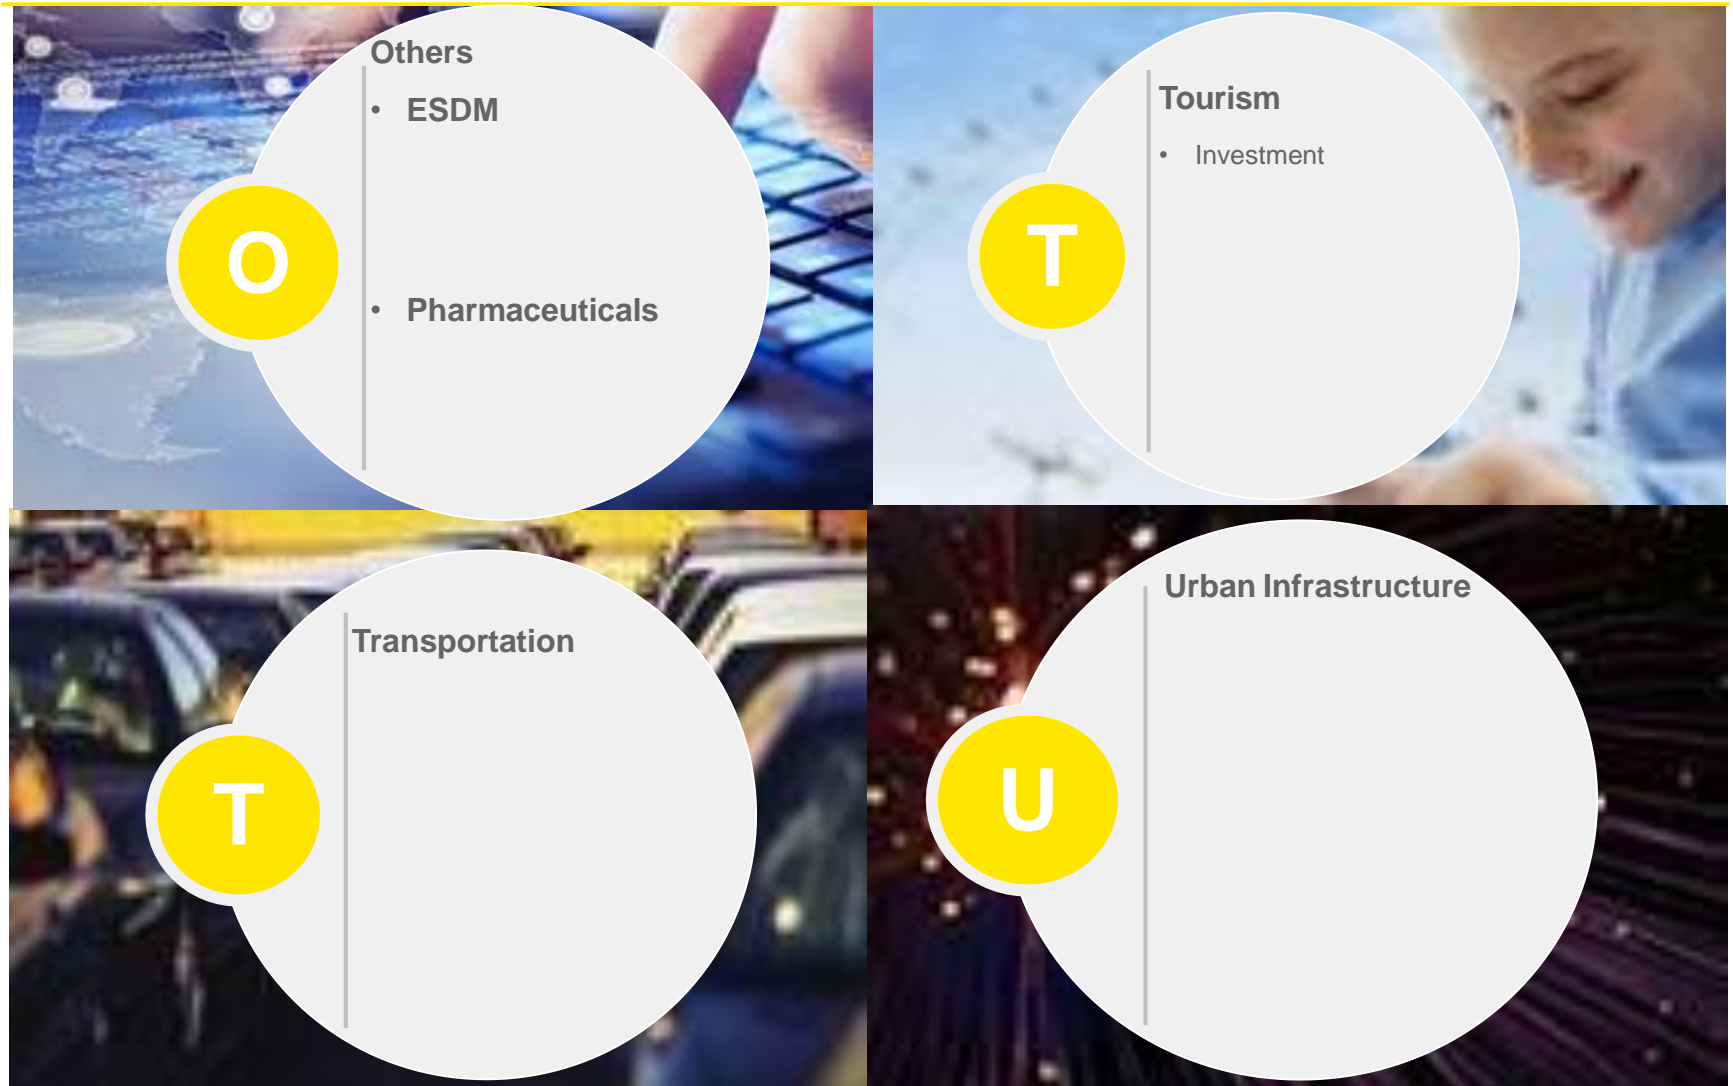 Others
• ESDM
• Pharmaceuticals
O
Tourism
• Investment
T
Transportation
T
Urban Infrastructure
U